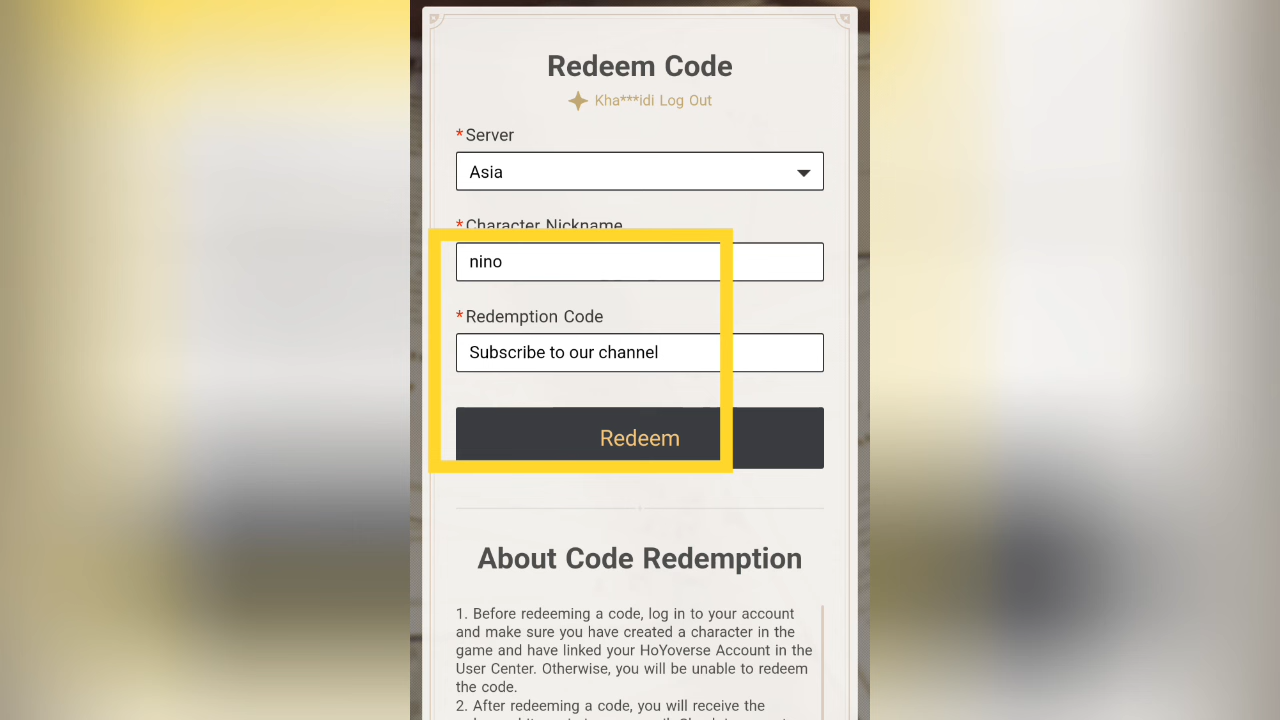 Redeem Code
Kha***idi Log Out
*Server
Asia
*Character Nickname
nino
*Redemption Code
Subscribe to our channel
Redeem
About Code Redemption
1. Before redeeming a code, log in to your account
and make sure you have created a character in the
game and have linked your HoYoverse Account in the
User Center. Otherwise, you will be unable to redeem
the code.
2. After redeeming a code, you will receive the